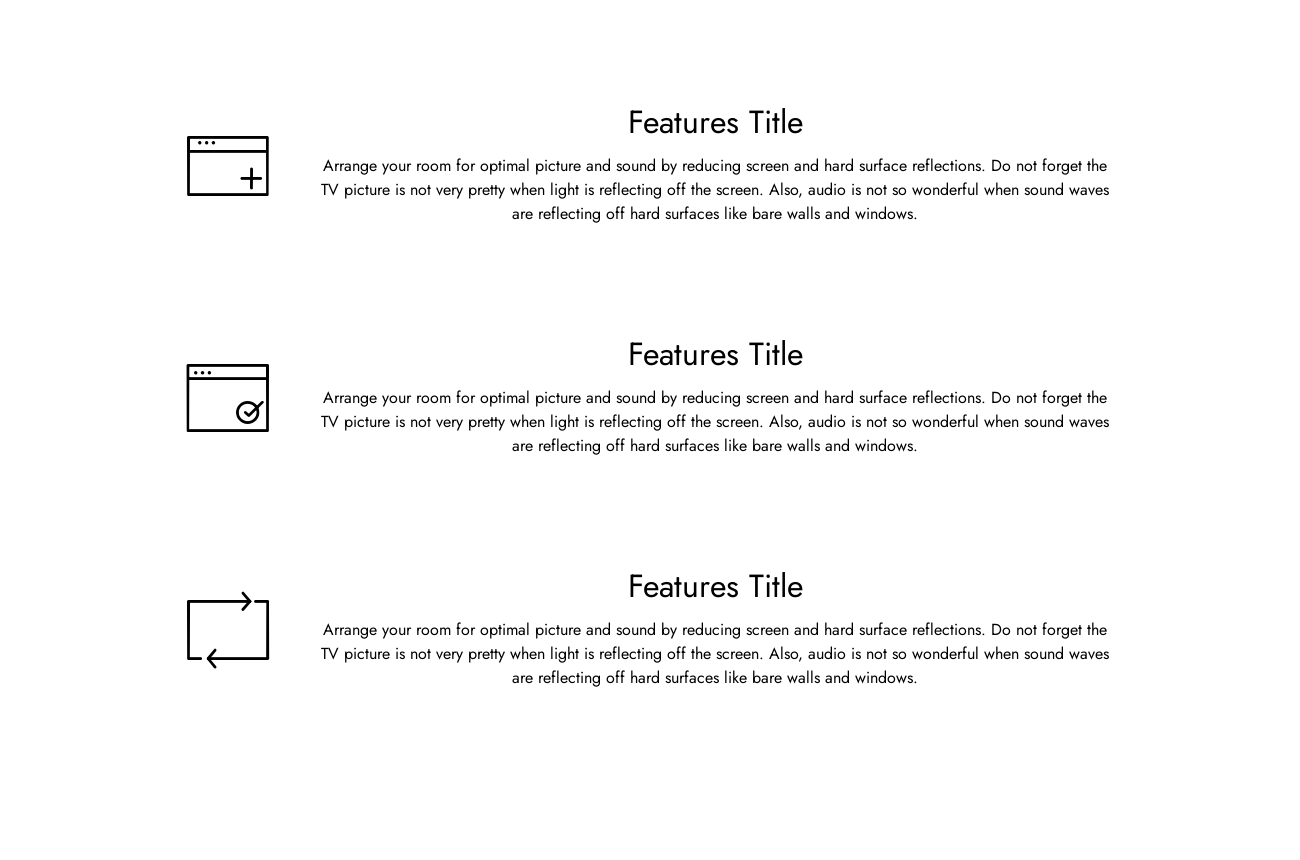 Features Title
Arrange your room for optimal picture and sound by reducing screen and hard surface reflections. Do not forget the
TV picture is not very pretty when light is reflecting off the screen. Also, audio is not so wonderful when sound waves
are reflecting off hard surfaces like bare walls and windows.
Features Title
Arrange your room for optimal picture and sound by reducing screen and hard surface reflections. Do not forget the
TV picture is not very pretty when light is reflecting off the screen. Also, audio is not so wonderful when sound waves
are reflecting off hard surfaces like bare walls and windows.
Features Title
Arrange your room for optimal picture and sound by reducing screen and hard surface reflections. Do not forget the
TV picture is not very pretty when light is reflecting off the screen. Also, audio is not so wonderful when sound waves
are reflecting off hard surfaces like bare walls and windows.